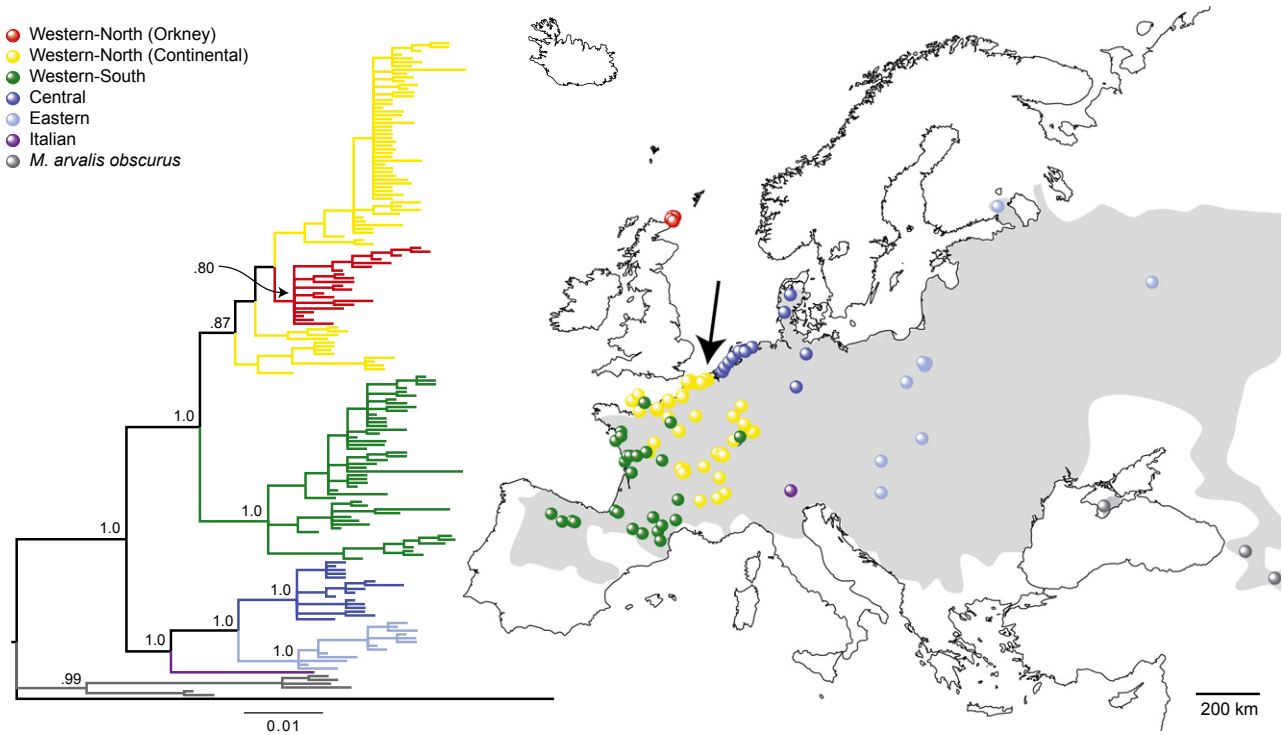 Western-North (Orkney)
Western-North (Continental)
Western-South
Central
Eastern
Italian
M. arvalis obscurus
.80
.87
1.0
1.0
1.0
1.0
1.0
1.0
1.0
.99
0.01
200 km